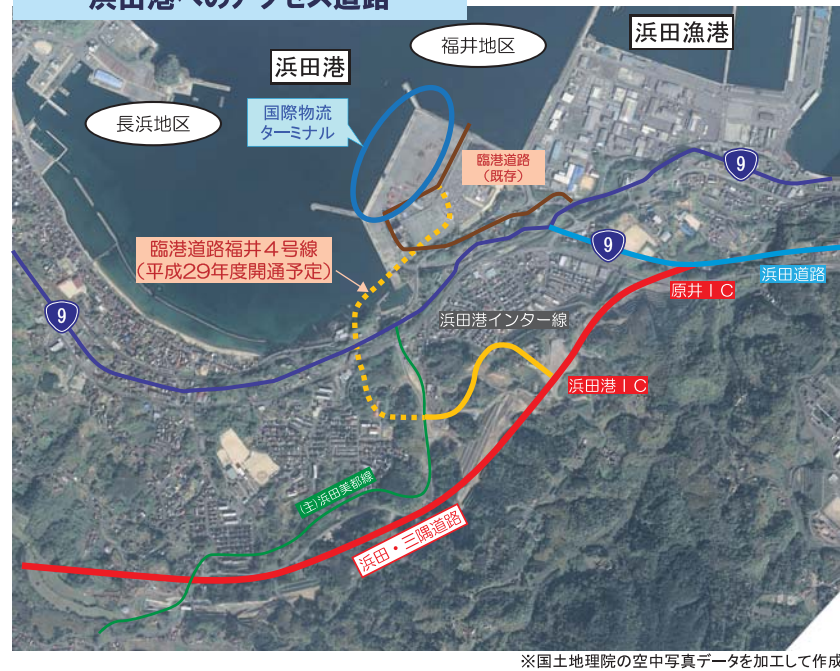 浜田港へのアクセス道路
福井地区
浜田漁港
浜田港
長浜地区
国際物流
ターミナル
臨港道路
（既存）
9
9
臨港道路福井４号線
（平成29年度開通予定）
浜田道路
原井ＩＣ
9
浜田港インター線
浜田港ＩＣ
(主)浜田美都線
浜田・三隅道路
※国土地理院の空中写真データを加工して作成